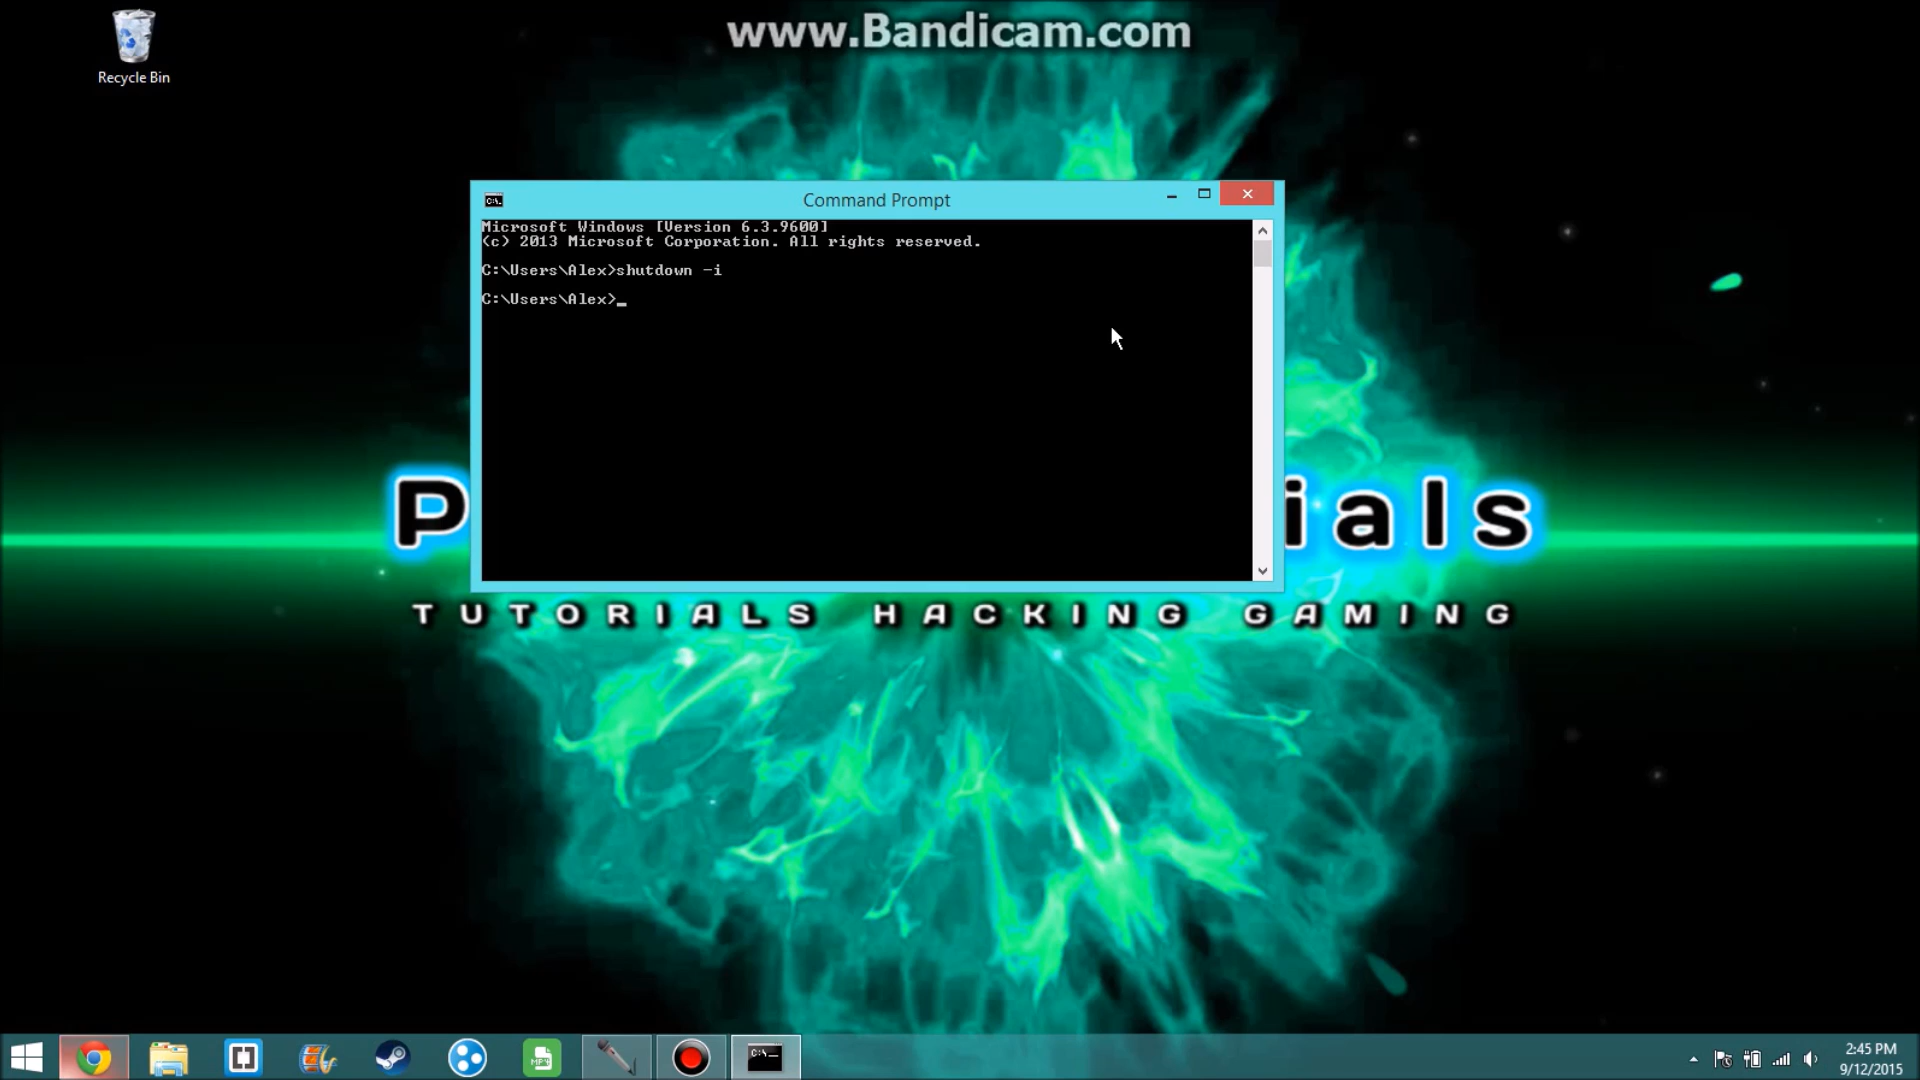 www.Bandicam.com
Recycle Bin
Command Prompt
Microsoft Windows [Version 6.3.9600]
(c) 2013 Microsoft Corporation. All rights reserved.
C:\Users\Alex>shutdown -i
C:\Users\Alex>_
P ials
TUTORIALS HACKING GAMING
MP4
C:\_
2:45 PM
9/12/2015